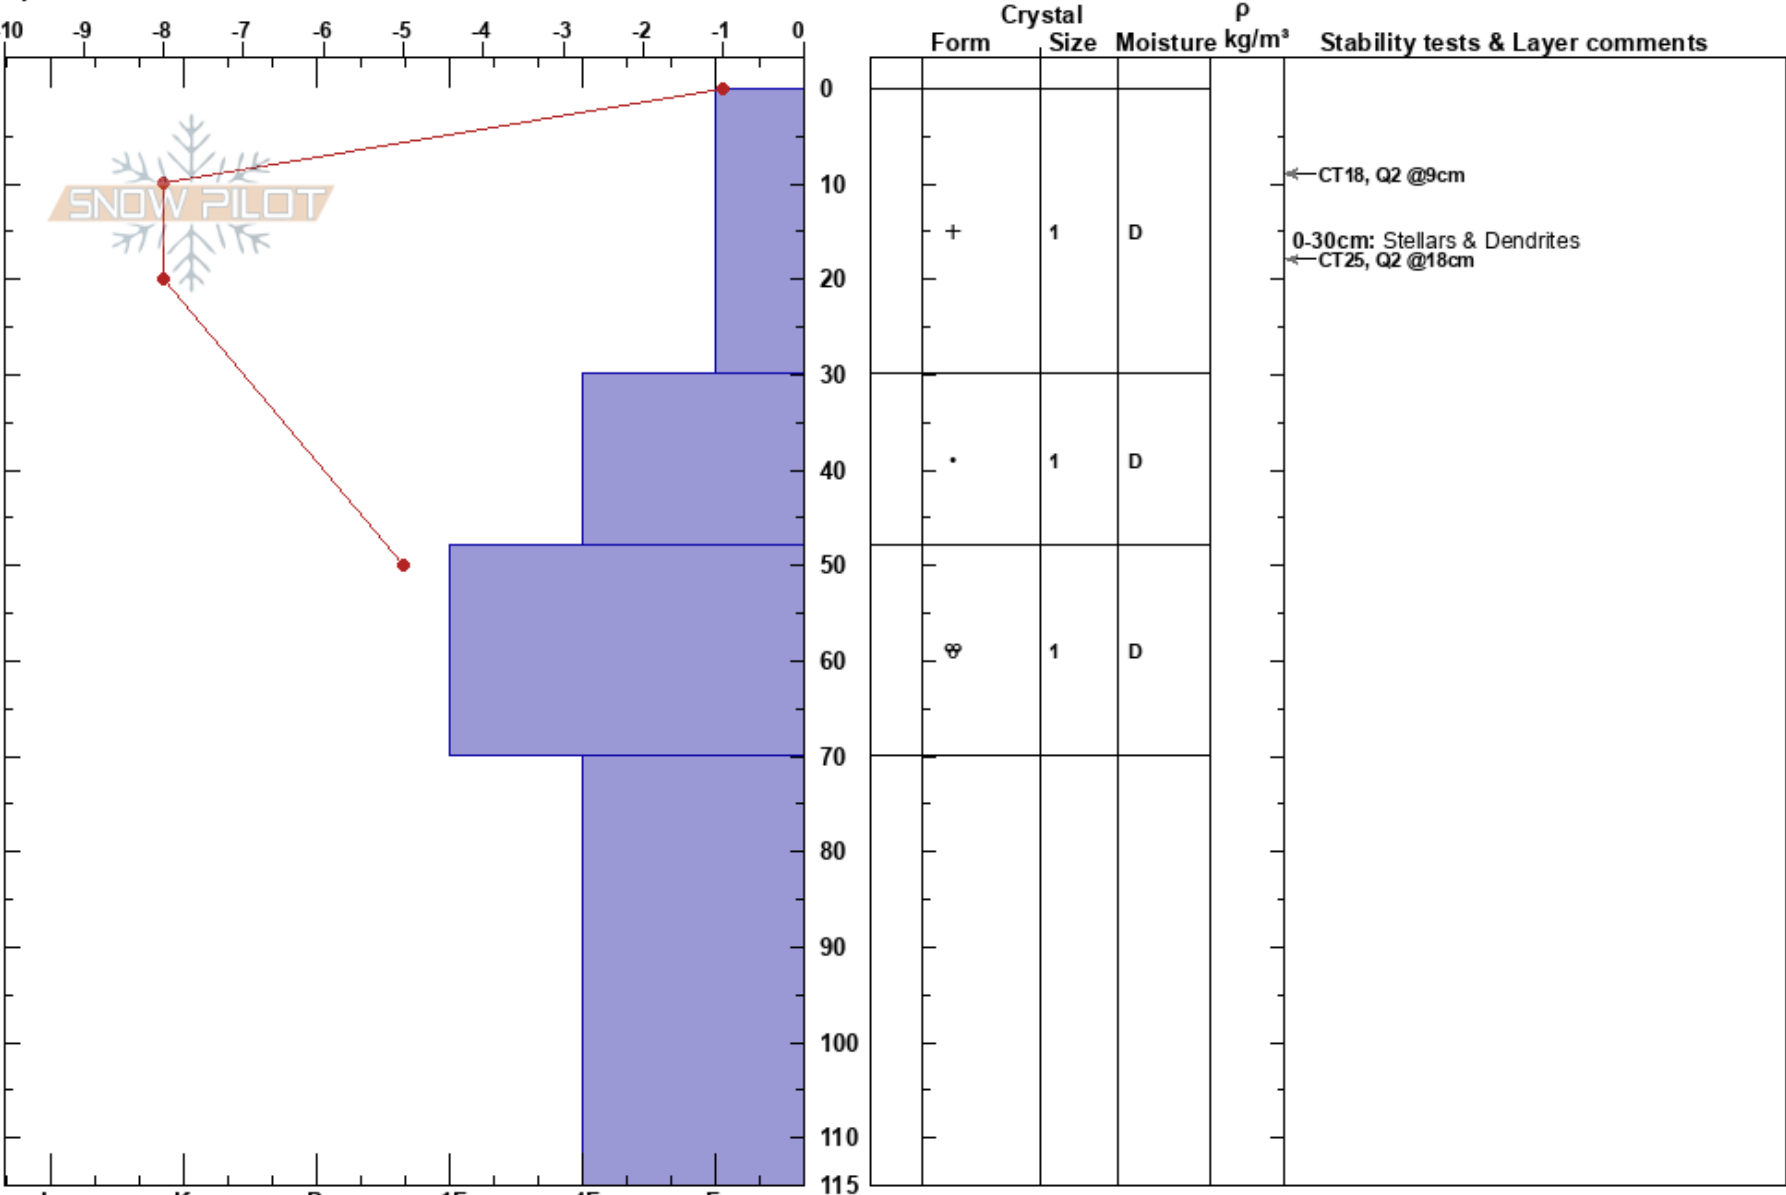 Crystal ρ
-10 -9 -8 -7 -6 -5 -4 -3 -2 -1 0 Form Size Moisture kg/m³ Stability tests & Layer comments
0
SNOW PILOT
10
CT18, Q2 @9cm
+ 1 D
0-30cm: Stellars & Dendrites
CT25, Q2 @18cm
20
30
40
• 1 D
50
60
1 D
70
80
90
100
110
115